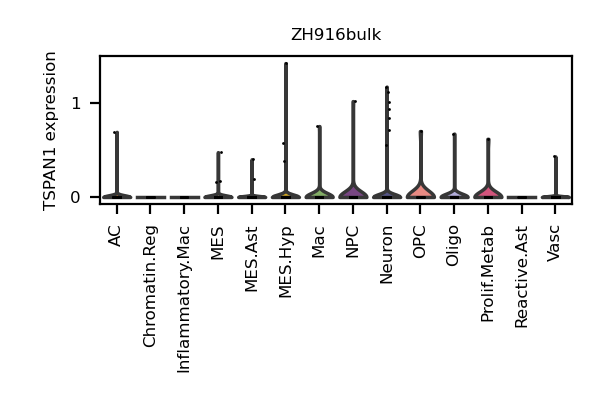 ZH916bulk
TSPAN1 expression
1
0
AC
Chromatin.Reg
Inflammatory.Mac
MES
MES.Ast
MES.Hyp
Mac
NPC
Neuron
OPC
Oligo
Prolif.Metab
Reactive.Ast
Vasc